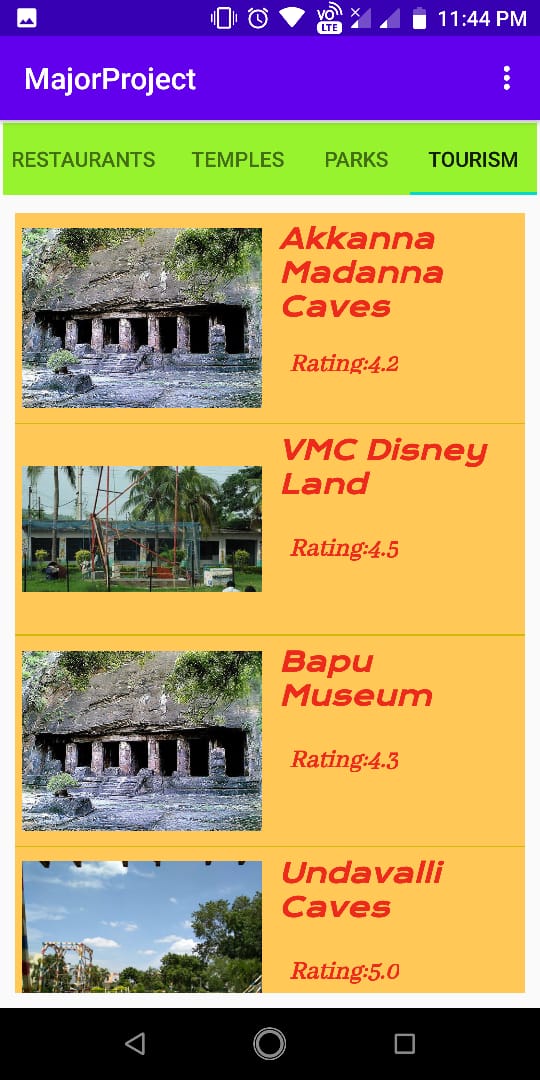 VO LTE 11:44 PM
MajorProject
RESTAURANTS TEMPLES PARKS TOURISM
Akkanna
Madanna
Caves
Rating:4.2
VMC Disney
Land
Rating:4.5
Bapu
Museum
Rating:4.3
Undavalli
Caves
Rating:5.0